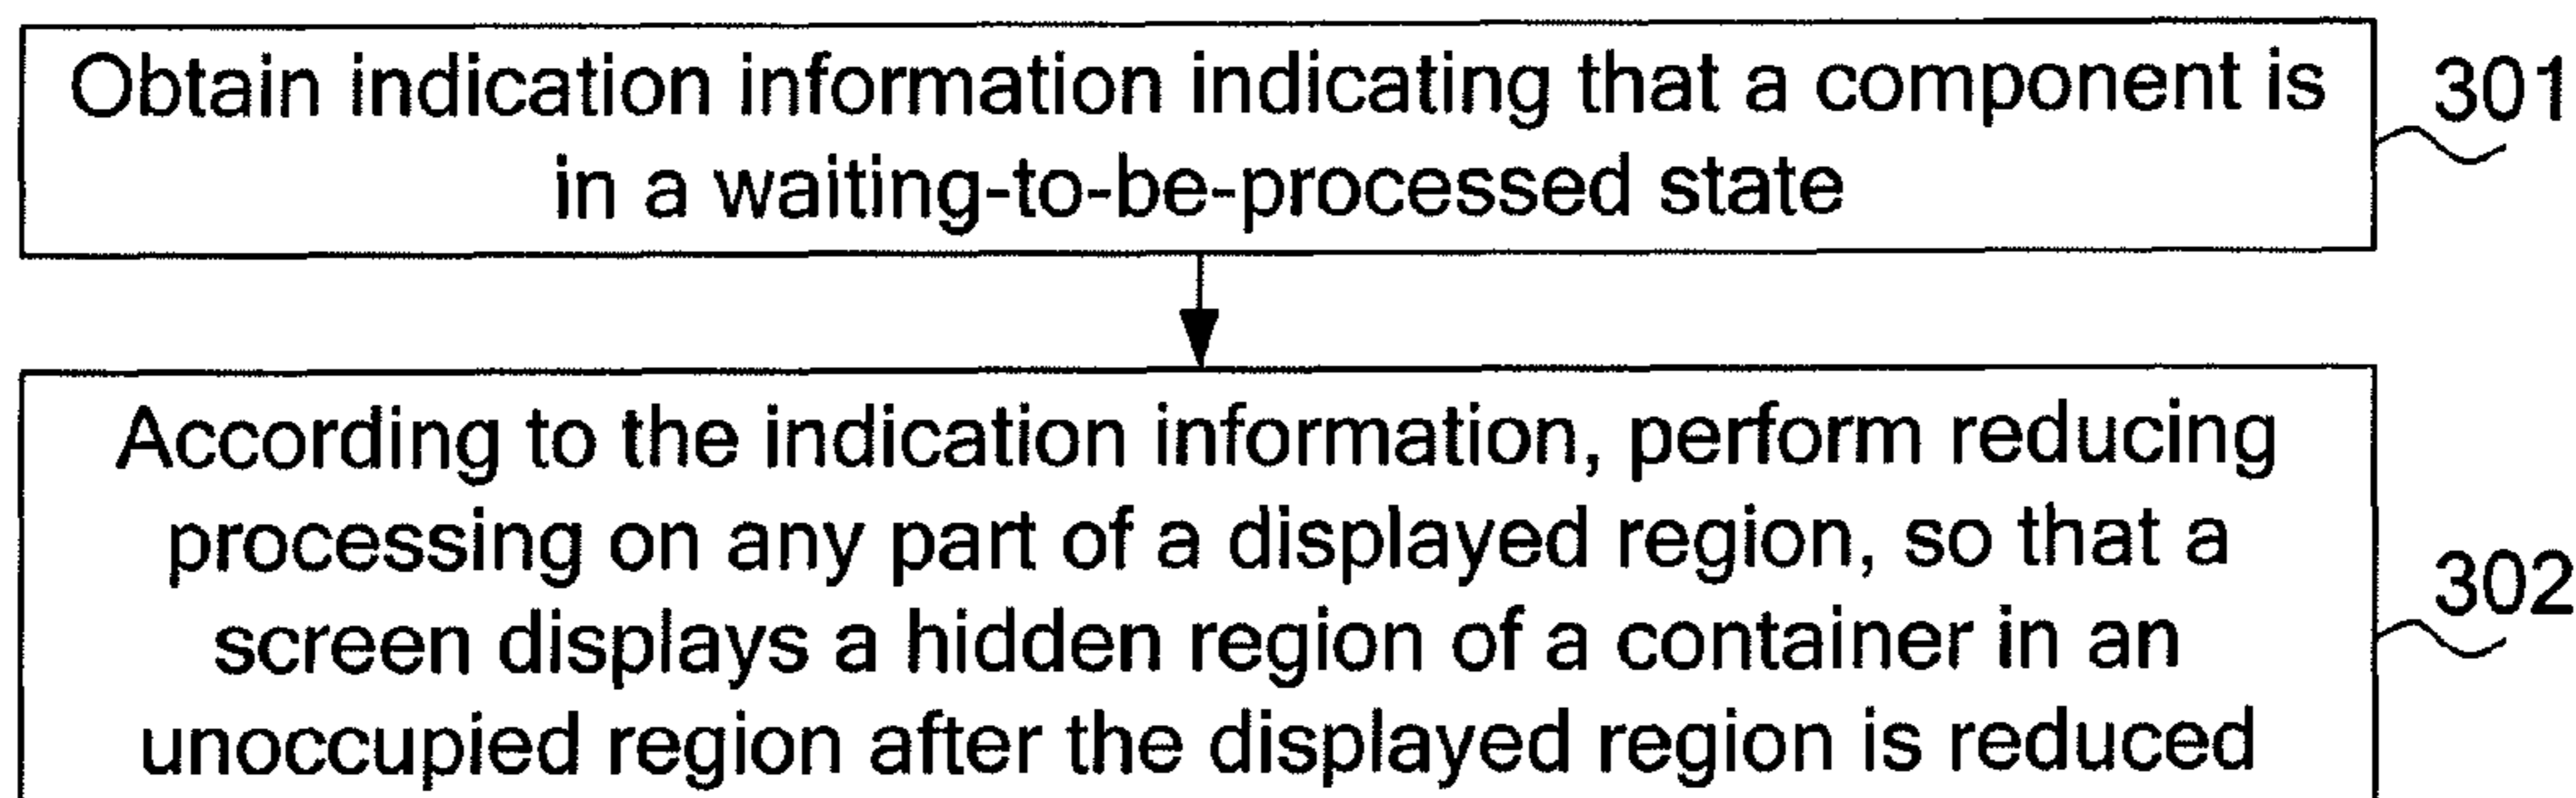 Obtain indication information indicating that a component is
in a waiting-to-be-processed state
301
According to the indication information, perform reducing
processing on any part of a displayed region, so that a
screen displays a hidden region of a container in an
unoccupied region after the displayed region is reduced
302